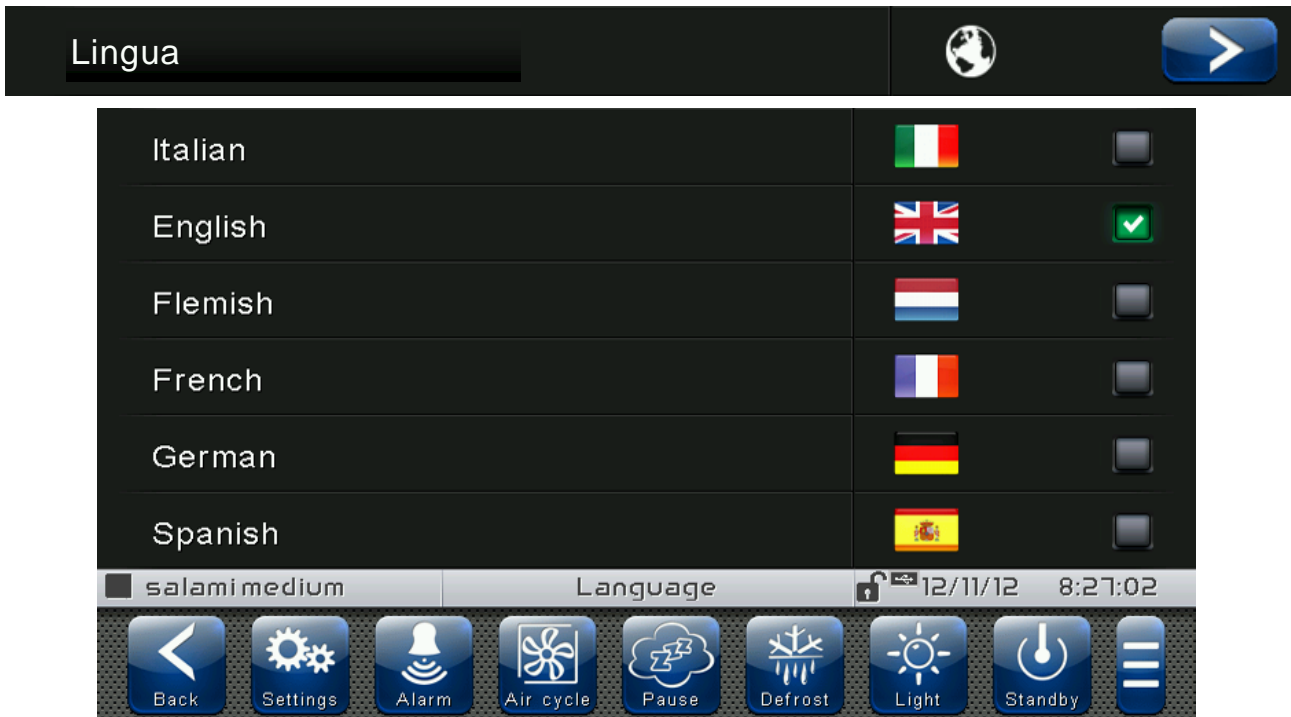 Lingua
Italian
English
Flemish
French
German
Spanish
salami medium Language 12/11/12 8:27:02
Back Settings Alarm Air cycle Pause Defrost Light Standby